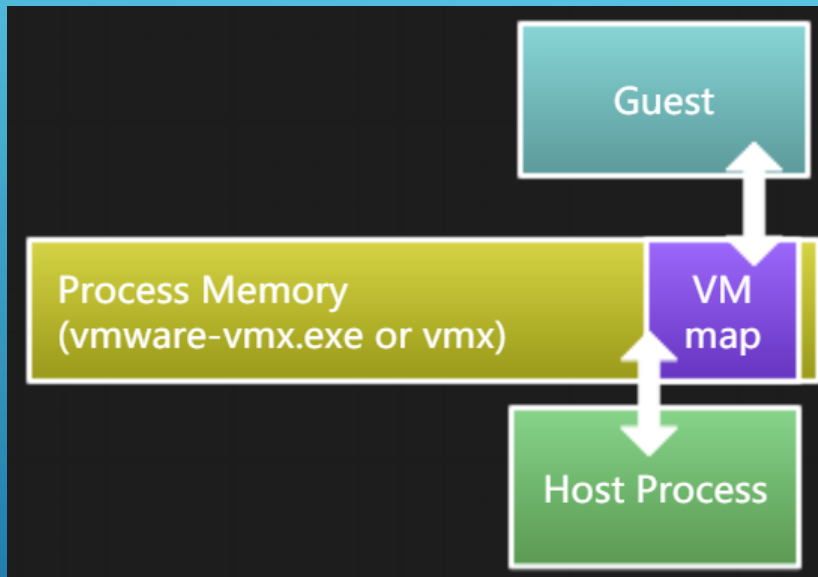 Guest
Process Memory
(vmware-vmx.exe or vmx)
VM
map
Host Process